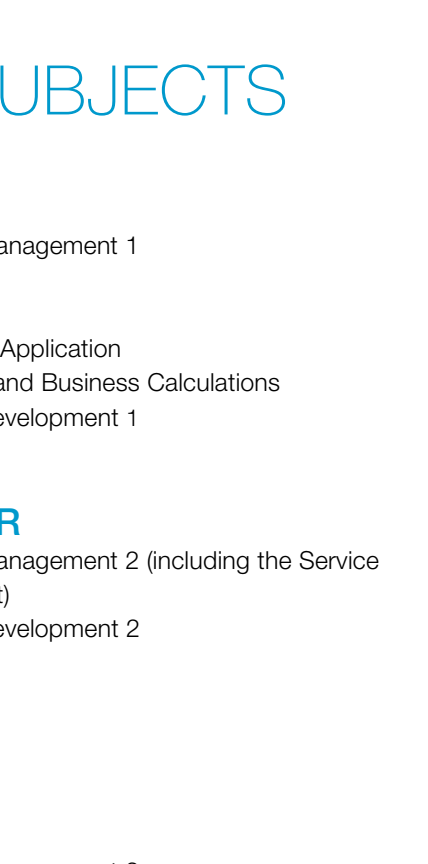 UBJECTS
anagement 1
Application
and Business Calculations
evelopment 1
R
anagement 2 (including the Service
t)
evelopment 2